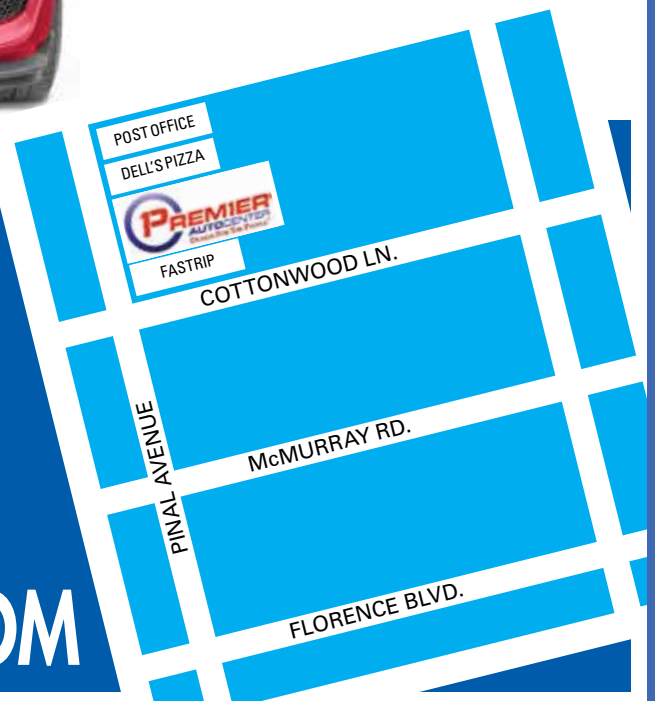 POST OFFICE
DELL'S PIZZA
PREMIER
AUTOCENTER
FASTRIP
COTTONWOOD LN.
McMURRAY RD.
PINAL AVENUE
FLORENCE BLVD.
OM